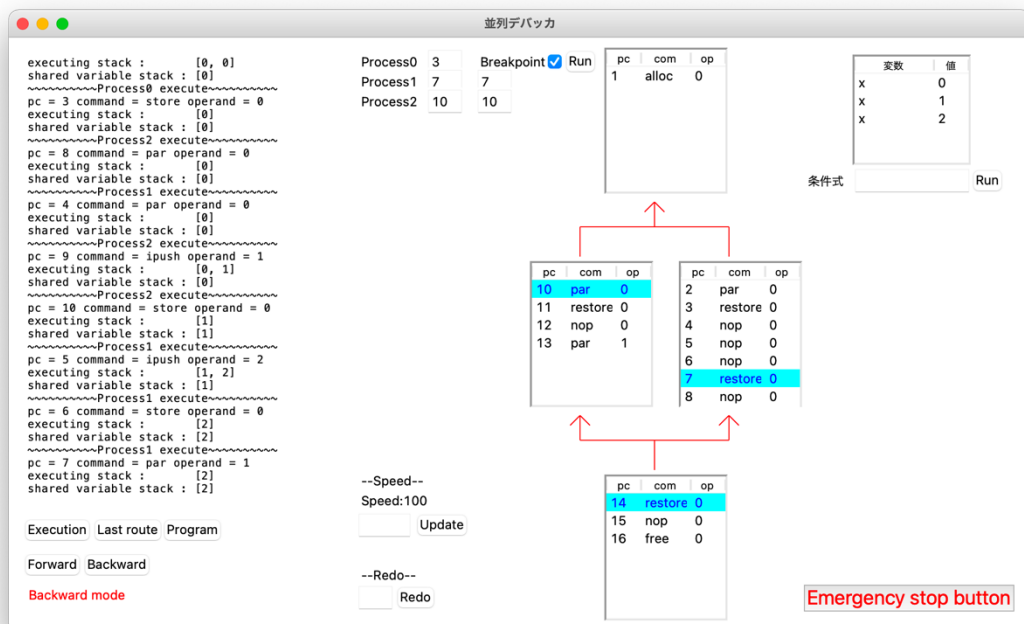 並列デバッカ
executing stack : [0, 0]
shared variable stack : [0]
~~~~~~~~~~Process0 execute~~~~~~~~~~
pc = 3 command = store operand = 0
executing stack : [0]
shared variable stack : [0]
~~~~~~~~~~Process2 execute~~~~~~~~~~
pc = 8 command = par operand = 0
executing stack : [0]
shared variable stack : [0]
~~~~~~~~~~Process1 execute~~~~~~~~~~
pc = 4 command = par operand = 0
executing stack : [0]
shared variable stack : [0]
~~~~~~~~~~Process2 execute~~~~~~~~~~
pc = 9 command = ipush operand = 1
executing stack : [0, 1]
shared variable stack : [0]
~~~~~~~~~~Process2 execute~~~~~~~~~~
pc = 10 command = store operand = 0
executing stack : [1]
shared variable stack : [1]
~~~~~~~~~~Process1 execute~~~~~~~~~~
pc = 5 command = ipush operand = 2
executing stack : [1, 2]
shared variable stack : [1]
~~~~~~~~~~Process1 execute~~~~~~~~~~
pc = 6 command = store operand = 0
executing stack : [2]
shared variable stack : [2]
~~~~~~~~~~Process1 execute~~~~~~~~~~
pc = 7 command = par operand = 1
executing stack : [2]
shared variable stack : [2]
Execution Last route Program
Forward Backward
Backward mode
Process0 3 Breakpoint Run
Process1 7 7
Process2 10 10
pc com op
1 alloc 0
変数 値
x 0
x 1
x 2
条件式 Run
pc com op
10 par 0
11 restore 0
12 nop 0
13 par 1
pc com op
2 par 0
3 restore 0
4 nop 0
5 nop 0
6 nop 0
7 restore 0
8 nop 0
--Speed--
Speed:100
Update
--Redo--
Redo
pc com op
14 restore 0
15 nop 0
16 free 0
Emergency stop button